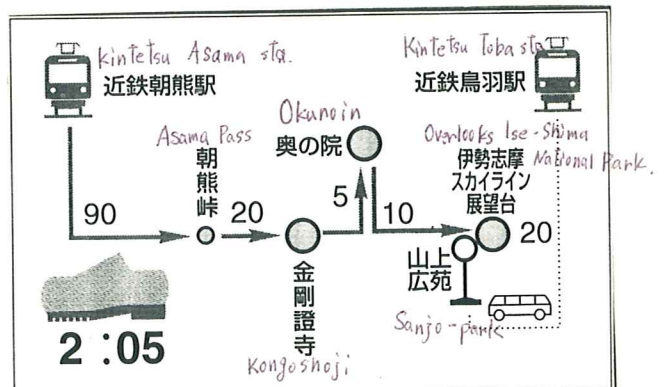 Kintetsu Asama sta.
近鉄朝熊駅
Kintetsu Toba sta
近鉄鳥羽駅
Asama Pass
朝熊峠
Okunoin
奥の院
Overlooks Ise-Shima
National Park.
伊勢志摩
スカイライン
展望台
90
20
5
10
20
金剛證寺
Kongoshoji
山上
広苑
Sanjo-park
2:05